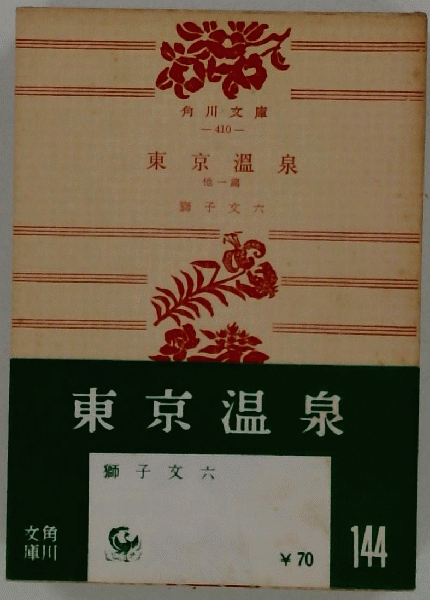 角川文庫
—410—
東京溫泉
他一篇
獅子文六
東京温泉
獅子文六
角川文庫
￥70
144